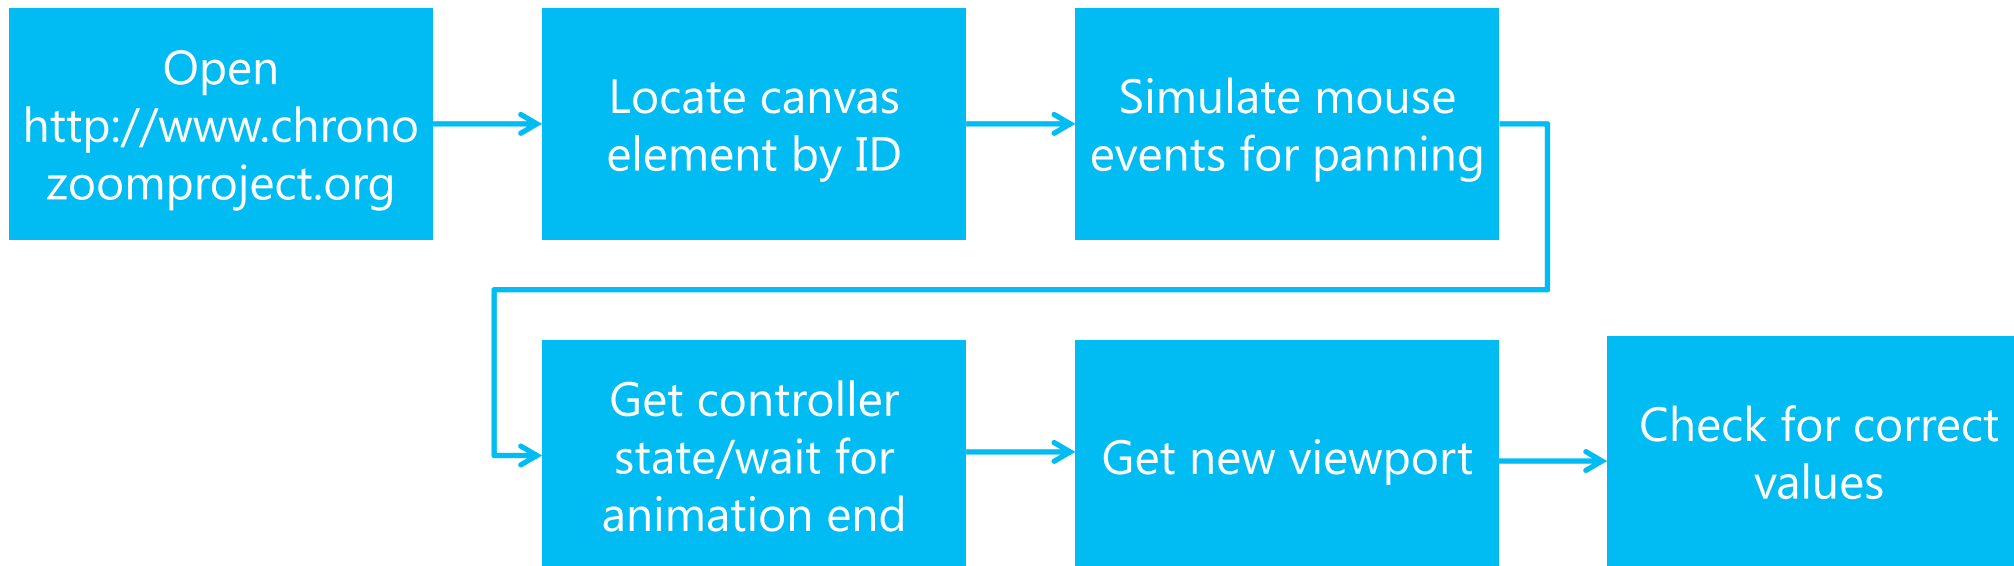 Open
http://www.chrono
zoomproject.org
Locate canvas
element by ID
Simulate mouse
events for panning
Get controller
state/wait for
animation end
Get new viewport
Check for correct
values